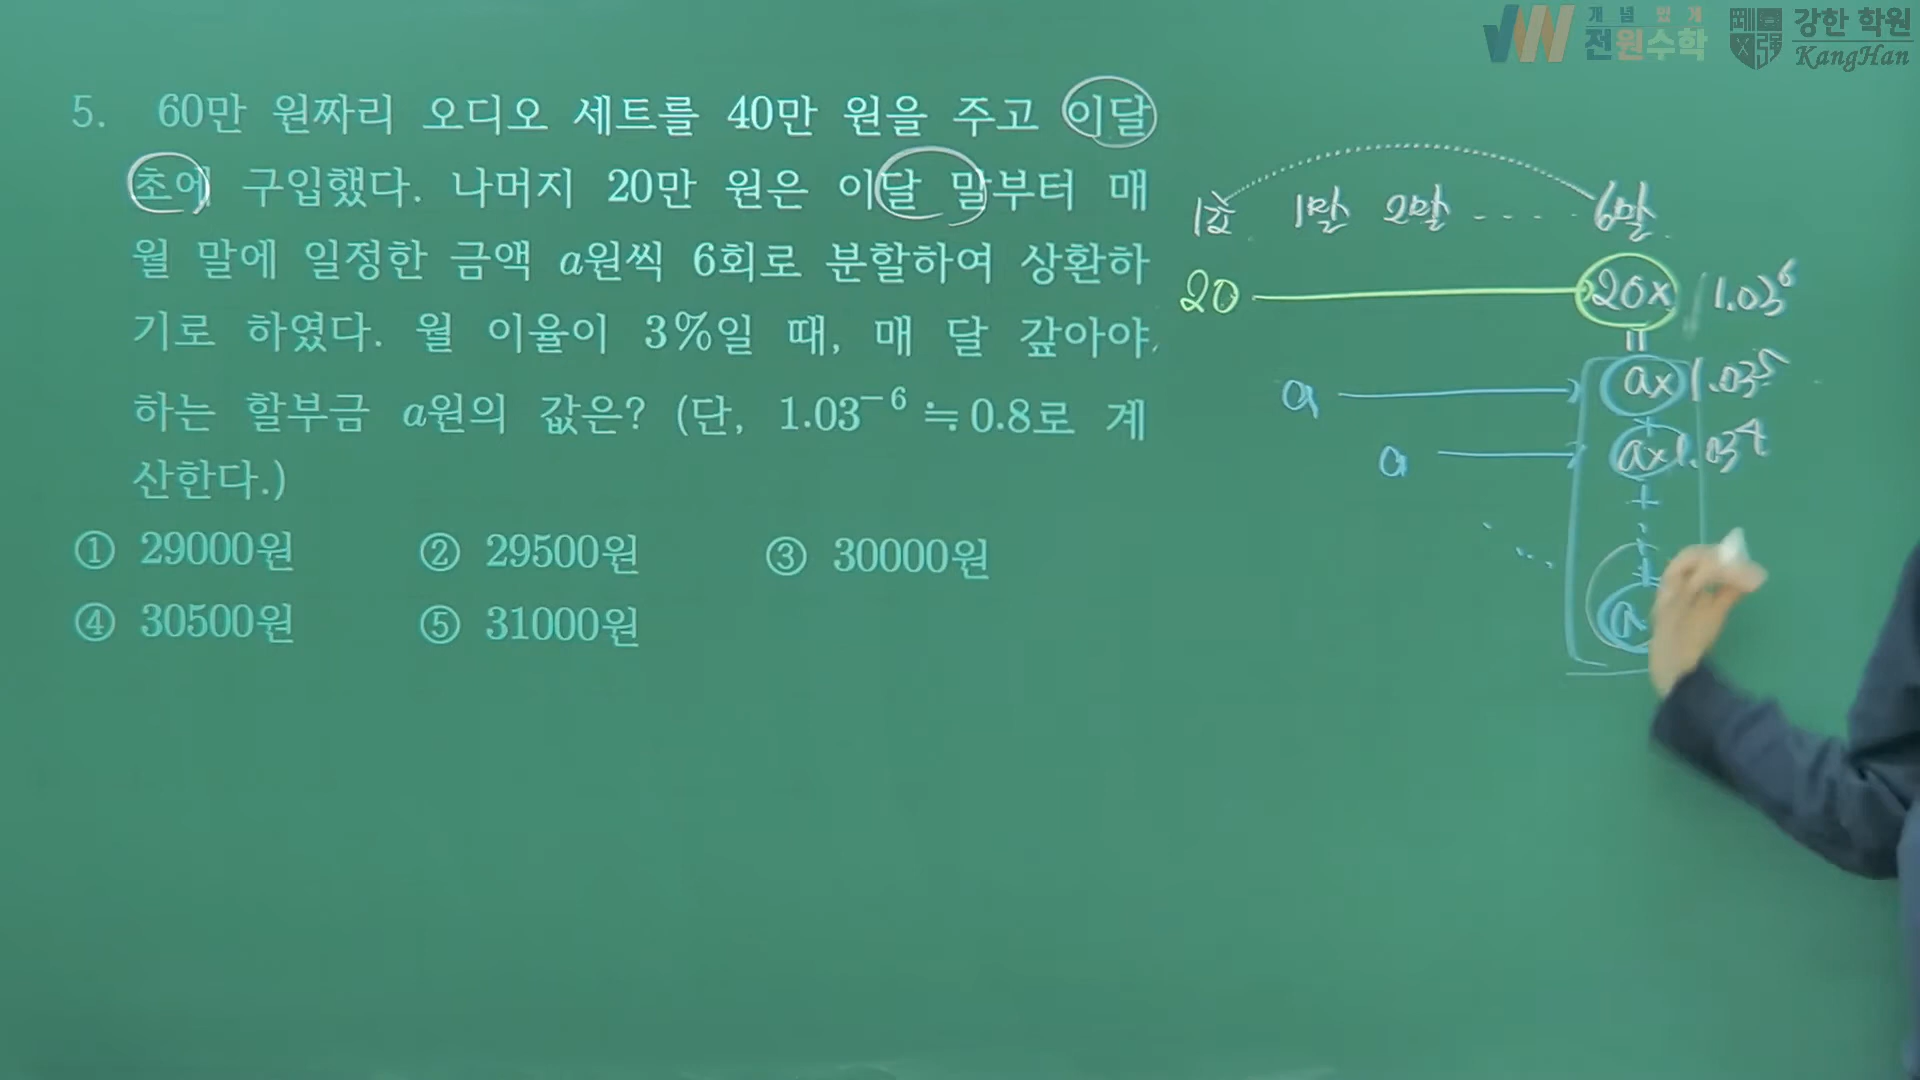 개념있게
전원수학
강한 학원
KangHan
5. 60만 원짜리 오디오 세트를 40만 원을 주고 이달
초에 구입했다. 나머지 20만 원은 이달 말부터 매
월 말에 일정한 금액 a원씩 6회로 분할하여 상환하
기로 하였다. 월 이율이 3%일 때, 매 달 갚아야
하는 할부금 a원의 값은? (단, 1.03⁻⁶≒0.8로 계
산한다.)
① 29000원 ② 29500원 ③ 30000원
④ 30500원 ⑤ 31000원
1초 1말 2말 ---- 6말
20 20× 1.03⁶
=
a a×1.03⁵
+
a a×1.03⁴
+
⋮
+
a